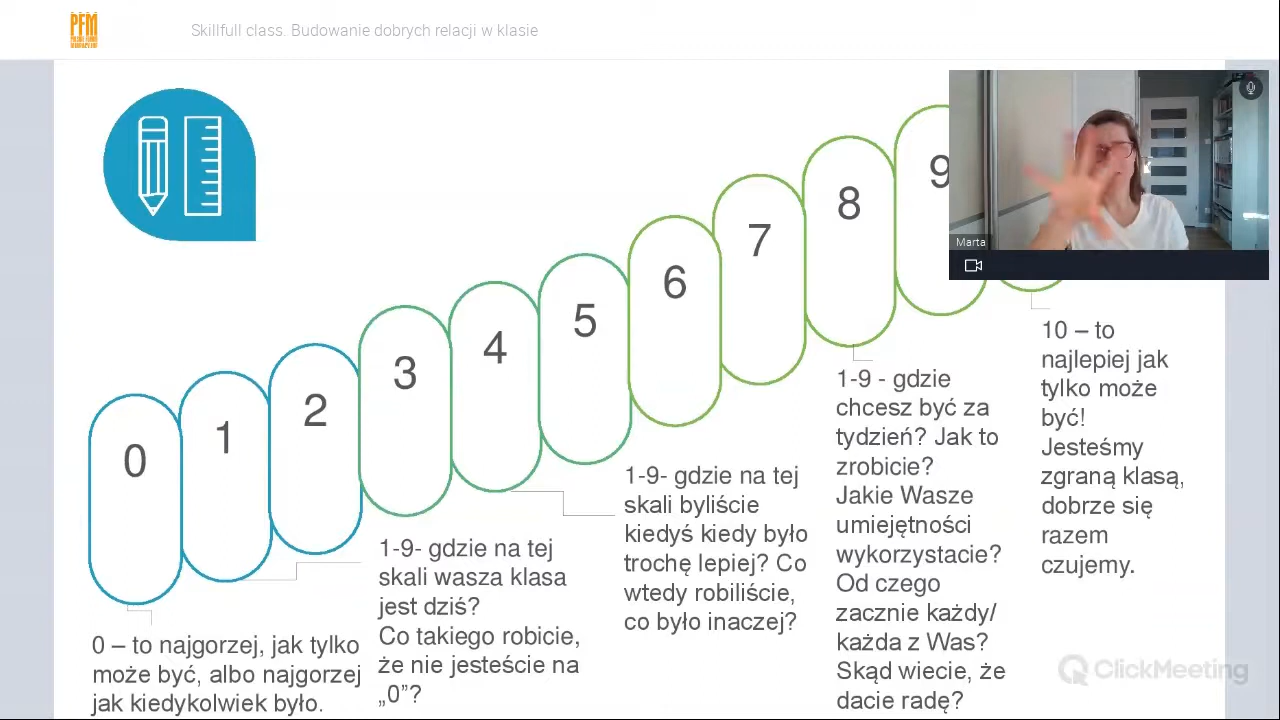 PFM
Skillfull class. Budowanie dobrych relacji w klasie
Marta
0
1
2
3
4
5
6
7
8
9
0 – to najgorzej, jak tylko
może być, albo najgorzej
jak kiedykolwiek było.
1-9- gdzie na tej
skali wasza klasa
jest dziś?
Co takiego robicie,
że nie jesteście na
„0”?
1-9- gdzie na tej
skali byliście
kiedyś kiedy było
trochę lepiej? Co
wtedy robiliście,
co było inaczej?
1-9 - gdzie
chcesz być za
tydzień? Jak to
zrobicie?
Jakie Wasze
umiejętności
wykorzystacie?
Od czego
zacznie każdy/
każda z Was?
Skąd wiecie, że
dacie radę?
10 – to
najlepiej jak
tylko może
być!
Jesteśmy
zgraną klasą,
dobrze się
razem
czujemy.
ClickMeeting